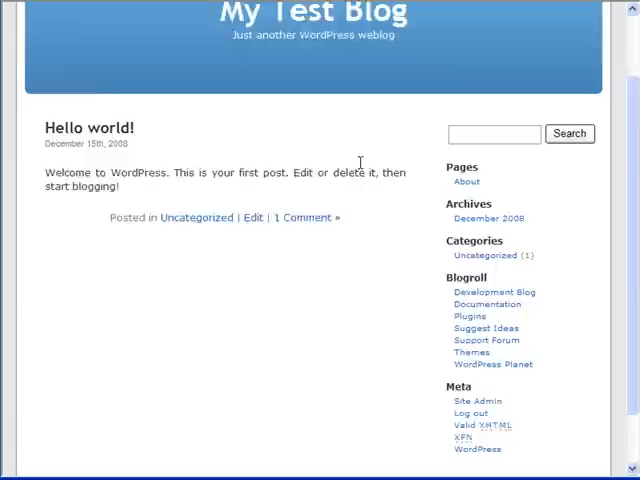 My Test Blog
Just another WordPress weblog
Hello world!
December 15th, 2008
Welcome to WordPress. This is your first post. Edit or delete it, then
start blogging!
Posted in Uncategorized | Edit | 1 Comment »
Search
Pages
About
Archives
December 2008
Categories
Uncategorized (1)
Blogroll
Development Blog
Documentation
Plugins
Suggest Ideas
Support Forum
Themes
WordPress Planet
Meta
Site Admin
Log out
Valid XHTML
XFN
WordPress